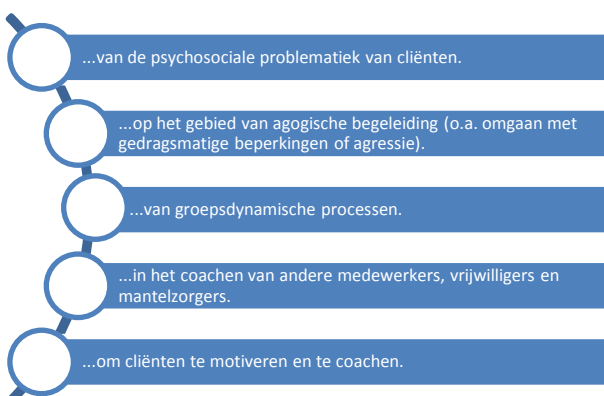 ...van de psychosociale problematiek van cliënten.
...op het gebied van agogische begeleiding (o.a. omgaan met
gedragsmatige beperkingen of agressie).
...van groepsdynamische processen.
...in het coachen van andere medewerkers, vrijwilligers en
mantelzorgers.
...om cliënten te motiveren en te coachen.